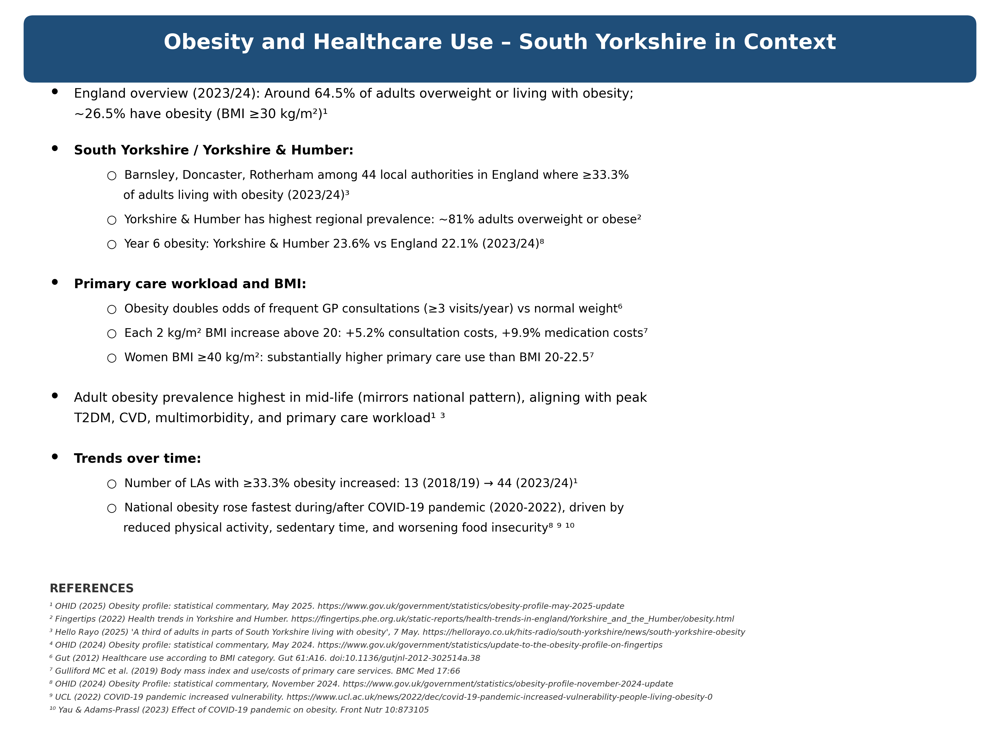 Obesity and Healthcare Use – South Yorkshire in Context
• England overview (2023/24): Around 64.5% of adults overweight or living with obesity;
~26.5% have obesity (BMI ≥30 kg/m²)¹
• South Yorkshire / Yorkshire & Humber:
○ Barnsley, Doncaster, Rotherham among 44 local authorities in England where ≥33.3%
of adults living with obesity (2023/24)³
○ Yorkshire & Humber has highest regional prevalence: ~81% adults overweight or obese²
○ Year 6 obesity: Yorkshire & Humber 23.6% vs England 22.1% (2023/24)⁸
• Primary care workload and BMI:
○ Obesity doubles odds of frequent GP consultations (≥3 visits/year) vs normal weight⁶
○ Each 2 kg/m² BMI increase above 20: +5.2% consultation costs, +9.9% medication costs⁷
○ Women BMI ≥40 kg/m²: substantially higher primary care use than BMI 20-22.5⁷
• Adult obesity prevalence highest in mid-life (mirrors national pattern), aligning with peak
T2DM, CVD, multimorbidity, and primary care workload¹ ³
• Trends over time:
○ Number of LAs with ≥33.3% obesity increased: 13 (2018/19) → 44 (2023/24)¹
○ National obesity rose fastest during/after COVID-19 pandemic (2020-2022), driven by
reduced physical activity, sedentary time, and worsening food insecurity⁸ ⁹ ¹⁰
REFERENCES
¹ OHID (2025) Obesity profile: statistical commentary, May 2025. https://www.gov.uk/government/statistics/obesity-profile-may-2025-update
² Fingertips (2022) Health trends in Yorkshire and Humber. https://fingertips.phe.org.uk/static-reports/health-trends-in-england/Yorkshire_and_the_Humber/obesity.html
³ Hello Rayo (2025) 'A third of adults in parts of South Yorkshire living with obesity', 7 May. https://hellorayo.co.uk/hits-radio/south-yorkshire/news/south-yorkshire-obesity
⁴ OHID (2024) Obesity profile: statistical commentary, May 2024. https://www.gov.uk/government/statistics/update-to-the-obesity-profile-on-fingertips
⁶ Gut (2012) Healthcare use according to BMI category. Gut 61:A16. doi:10.1136/gutjnl-2012-302514a.38
⁷ Gulliford MC et al. (2019) Body mass index and use/costs of primary care services. BMC Med 17:66
⁸ OHID (2024) Obesity Profile: statistical commentary, November 2024. https://www.gov.uk/government/statistics/obesity-profile-november-2024-update
⁹ UCL (2022) COVID-19 pandemic increased vulnerability. https://www.ucl.ac.uk/news/2022/dec/covid-19-pandemic-increased-vulnerability-people-living-obesity-0
¹⁰ Yau & Adams-Prassl (2023) Effect of COVID-19 pandemic on obesity. Front Nutr 10:873105